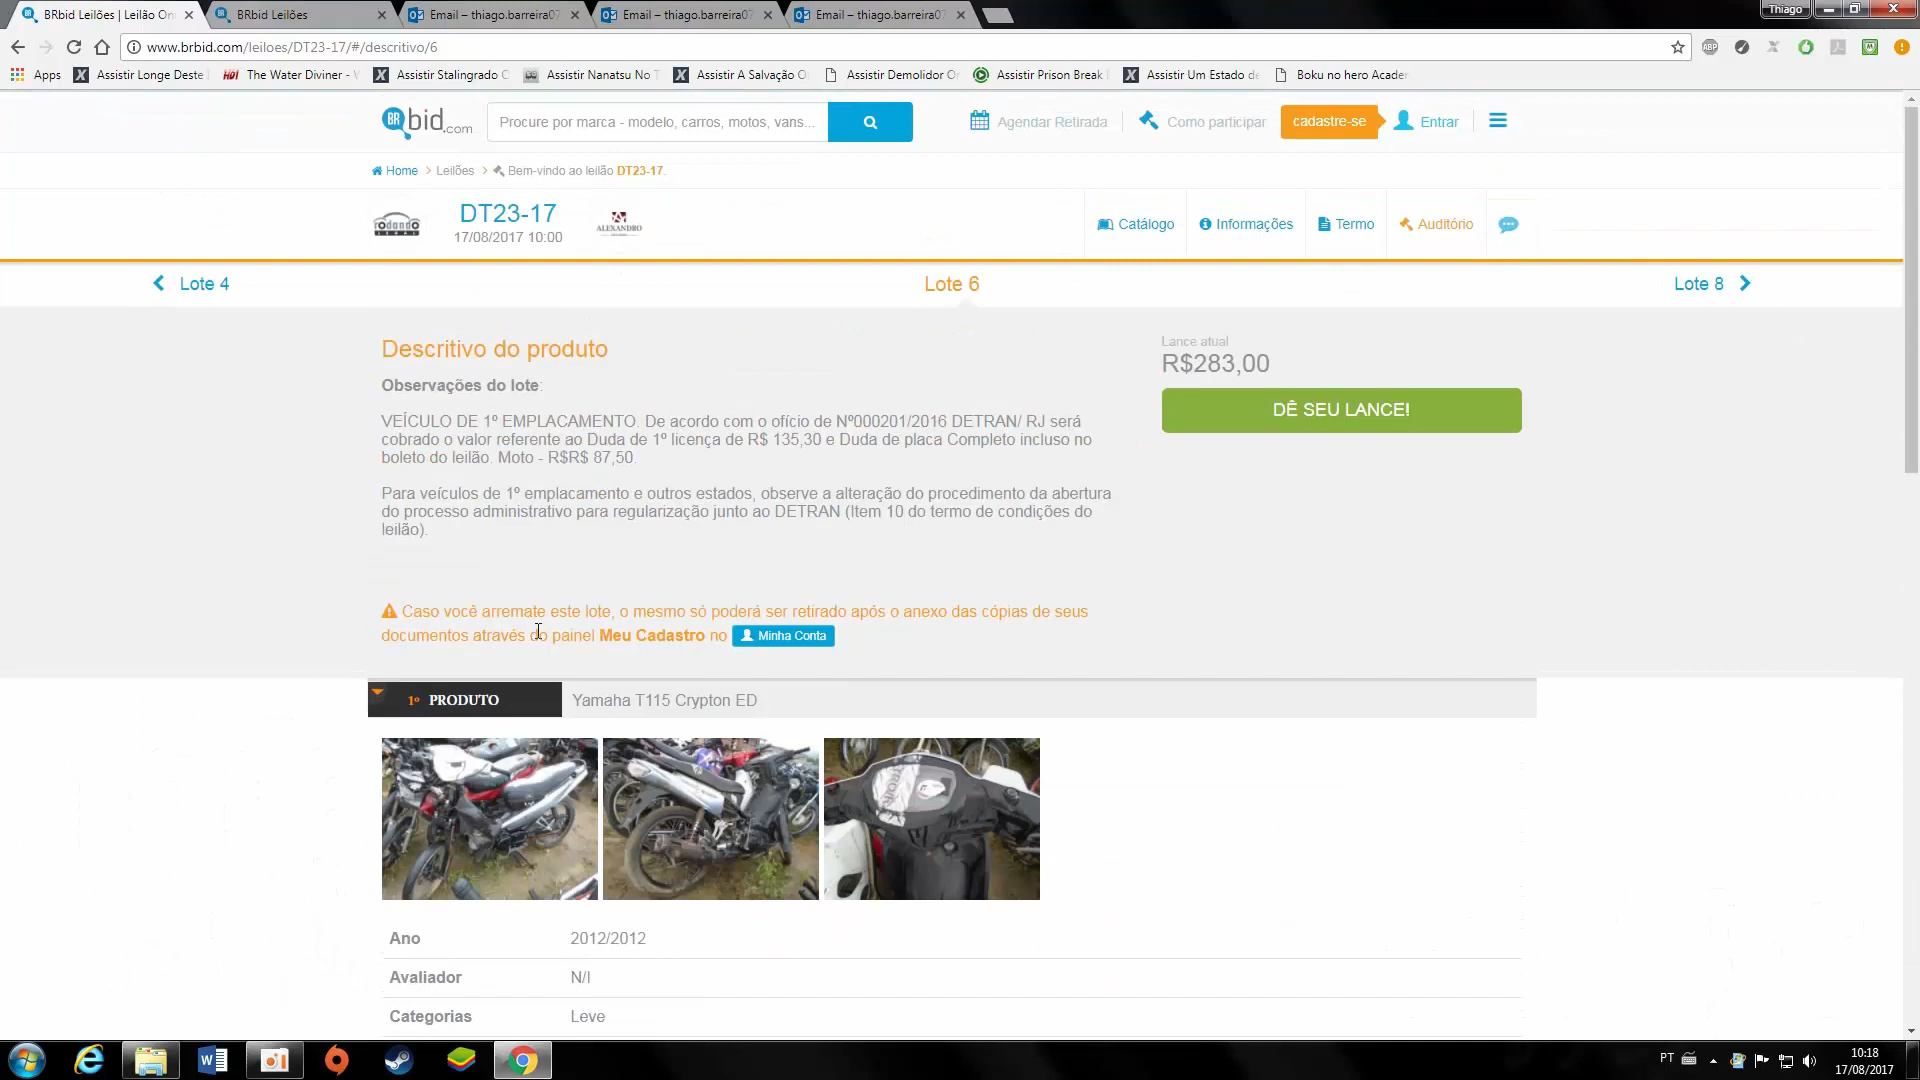 BRbid Leilões | Leilão On
BRbid Leilões
Email – thiago.barreira07
Email – thiago.barreira07
Email – thiago.barreira07
Thiago
www.brbid.com/leiloes/DT23-17/#/descritivo/6
ABP
Apps
Assistir Longe Deste
HD!
The Water Diviner -
Assistir Stalingrado
Assistir Nanatsu No T
Assistir A Salvação O
Assistir Demolidor On
Assistir Prison Break
Assistir Um Estado de
Boku no hero Acader
BRbid.com
Procure por marca - modelo, carros, motos, vans...
Agendar Retirada
Como participar
cadastre-se
Entrar
Home > Leilões > Bem-vindo ao leilão DT23-17.
rodando LEGAL
DT23-17
17/08/2017 10:00
ALEXANDRO
Catálogo
Informações
Termo
Auditório
Lote 4
Lote 6
Lote 8
Descritivo do produto
Observações do lote:
VEÍCULO DE 1º EMPLACAMENTO. De acordo com o ofício de Nº000201/2016 DETRAN/ RJ será
cobrado o valor referente ao Duda de 1º licença de R$ 135,30 e Duda de placa Completo incluso no
boleto do leilão. Moto - R$R$ 87,50.
Para veículos de 1º emplacamento e outros estados, observe a alteração do procedimento da abertura
do processo administrativo para regularização junto ao DETRAN (Item 10 do termo de condições do
leilão).
Lance atual
R$283,00
DÊ SEU LANCE!
Caso você arremate este lote, o mesmo só poderá ser retirado após o anexo das cópias de seus
documentos através do painel Meu Cadastro no Minha Conta
1º PRODUTO
Yamaha T115 Crypton ED
Ano 2012/2012
Avaliador N/I
Categorias Leve
PT
10:18
17/08/2017